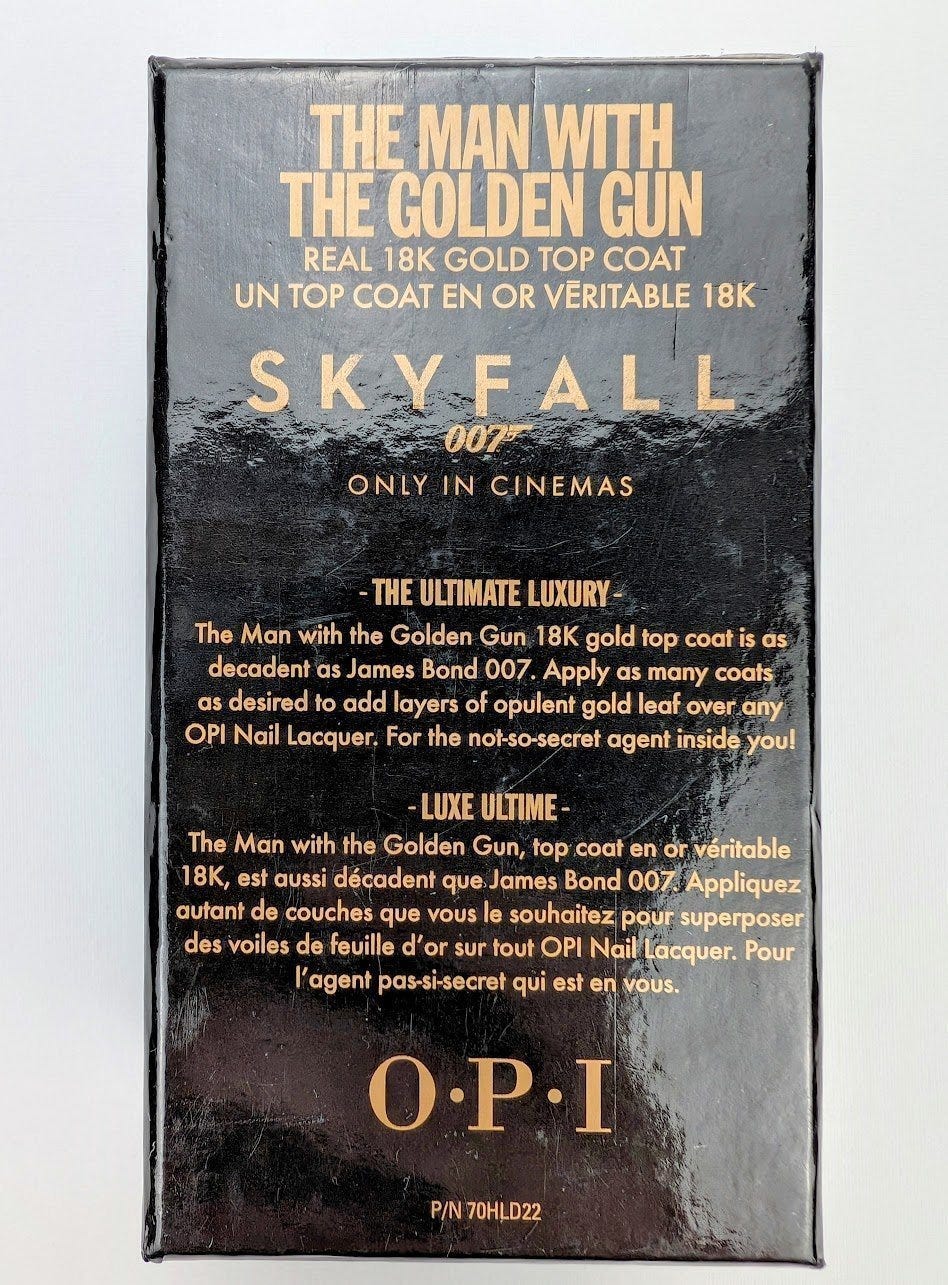 THE MAN WITH
THE GOLDEN GUN
REAL 18K GOLD TOP COAT
UN TOP COAT EN OR VĒRITABLE 18K
SKYFALL
007
ONLY IN CINEMAS
- THE ULTIMATE LUXURY -
The Man with the Golden Gun 18K gold top coat is as
decadent as James Bond 007. Apply as many coats
as desired to add layers of opulent gold leaf over any
OPI Nail Lacquer. For the not-so-secret agent inside you!
- LUXE ULTIME -
The Man with the Golden Gun, top coat en or véritable
18K, est aussi décadent que James Bond 007. Appliquez
autant de couches que vous le souhaitez pour superposer
des voiles de feuille d’or sur tout OPI Nail Lacquer. Pour
l’agent pas-si-secret qui est en vous.
O·P·I
P/N 70HLD22